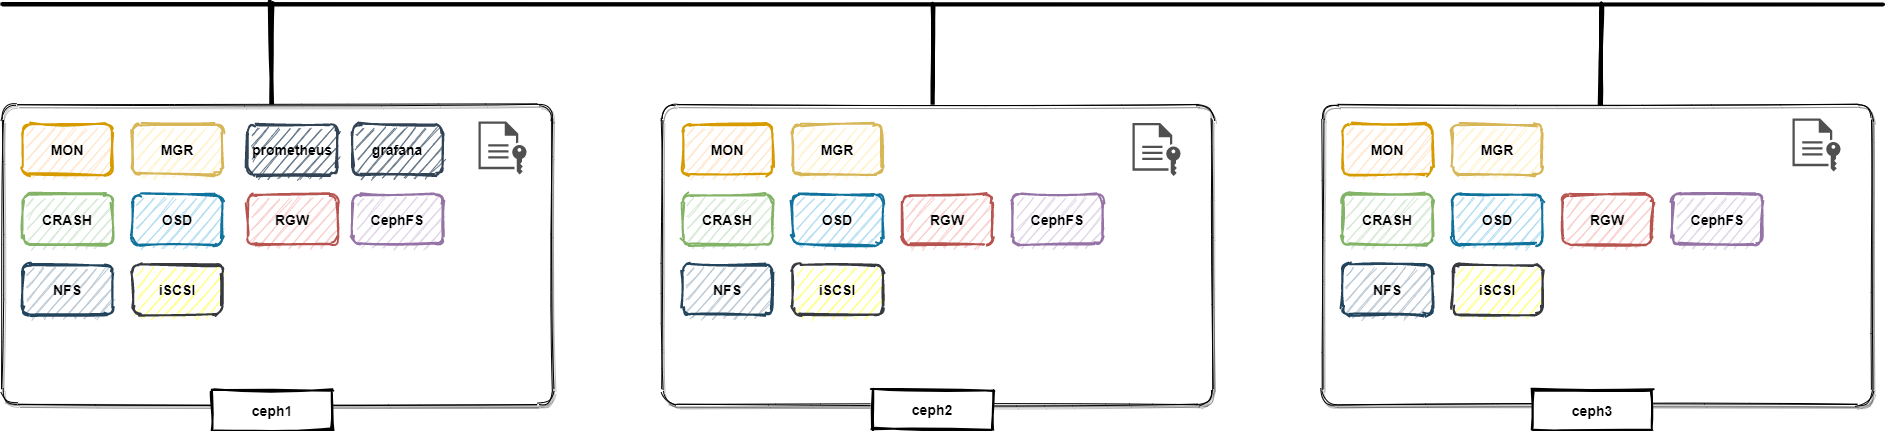 MON MGR prometheus grafana
CRASH OSD RGW CephFS
NFS iSCSI
ceph1
MON MGR
CRASH OSD RGW CephFS
NFS iSCSI
ceph2
MON MGR
CRASH OSD RGW CephFS
NFS iSCSI
ceph3